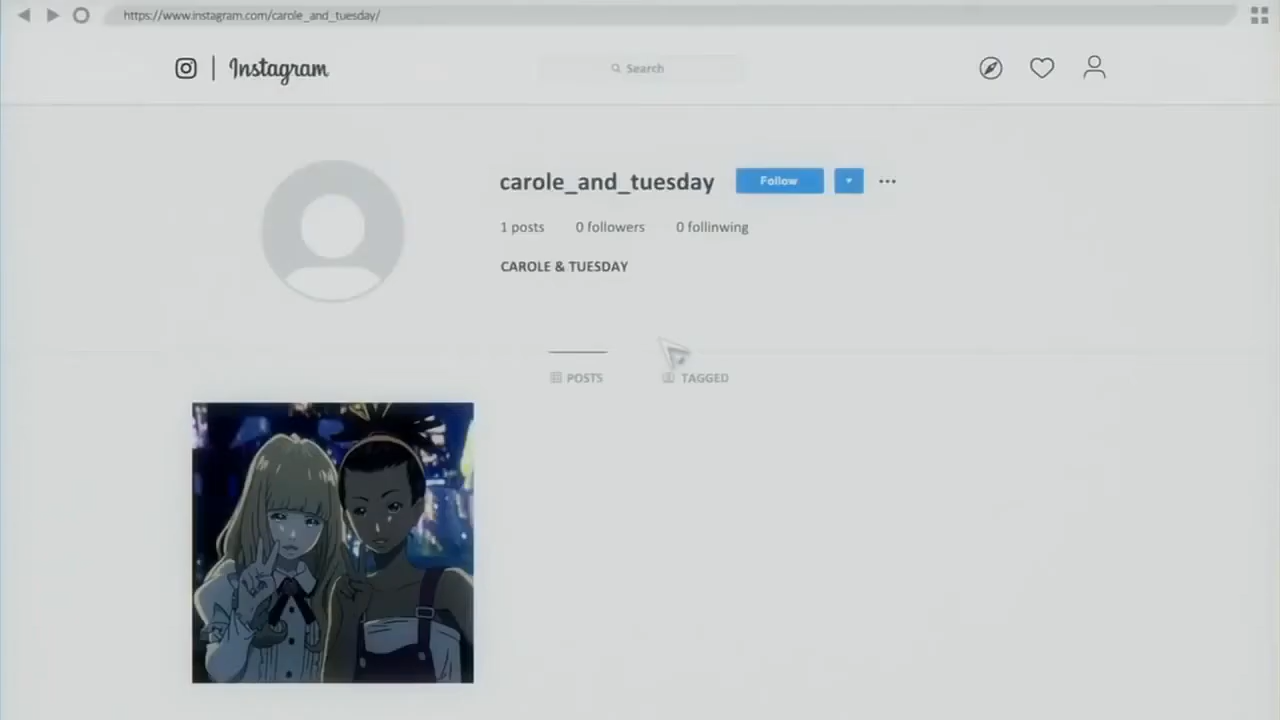 https://www.instagram.com/carole_and_tuesday/
Instagram
Search
carole_and_tuesday
Follow
1 posts 0 followers 0 follinwing
CAROLE & TUESDAY
POSTS TAGGED